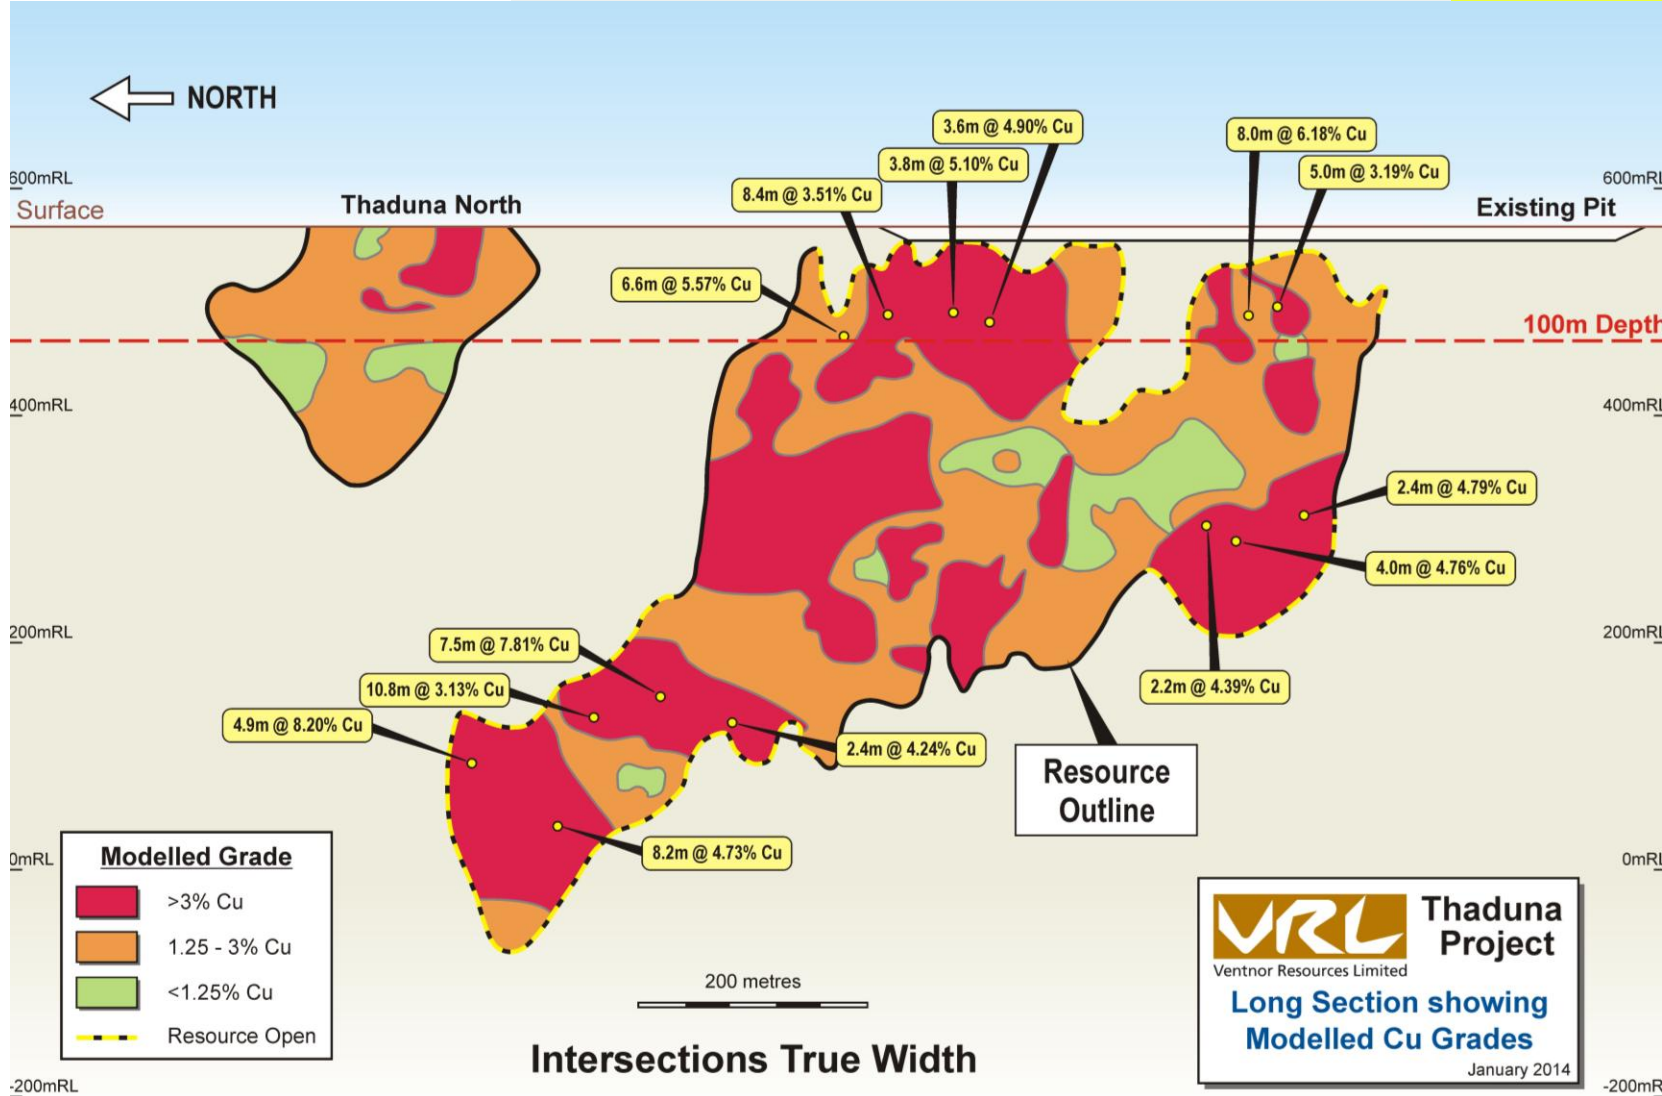 NORTH
3.6m @ 4.90% Cu
8.0m @ 6.18% Cu
3.8m @ 5.10% Cu
5.0m @ 3.19% Cu
8.4m @ 3.51% Cu
600mRL
600mRL
Surface
Thaduna North
Existing Pit
6.6m @ 5.57% Cu
100m Depth
400mRL
400mRL
2.4m @ 4.79% Cu
4.0m @ 4.76% Cu
200mRL
200mRL
7.5m @ 7.81% Cu
10.8m @ 3.13% Cu
2.2m @ 4.39% Cu
4.9m @ 8.20% Cu
2.4m @ 4.24% Cu
Resource
Outline
8.2m @ 4.73% Cu
0mRL
0mRL
Modelled Grade
>3% Cu
1.25 - 3% Cu
<1.25% Cu
Resource Open
200 metres
Intersections True Width
VRL
Ventnor Resources Limited
Thaduna
Project
Long Section showing
Modelled Cu Grades
January 2014
-200mRL
-200mRL